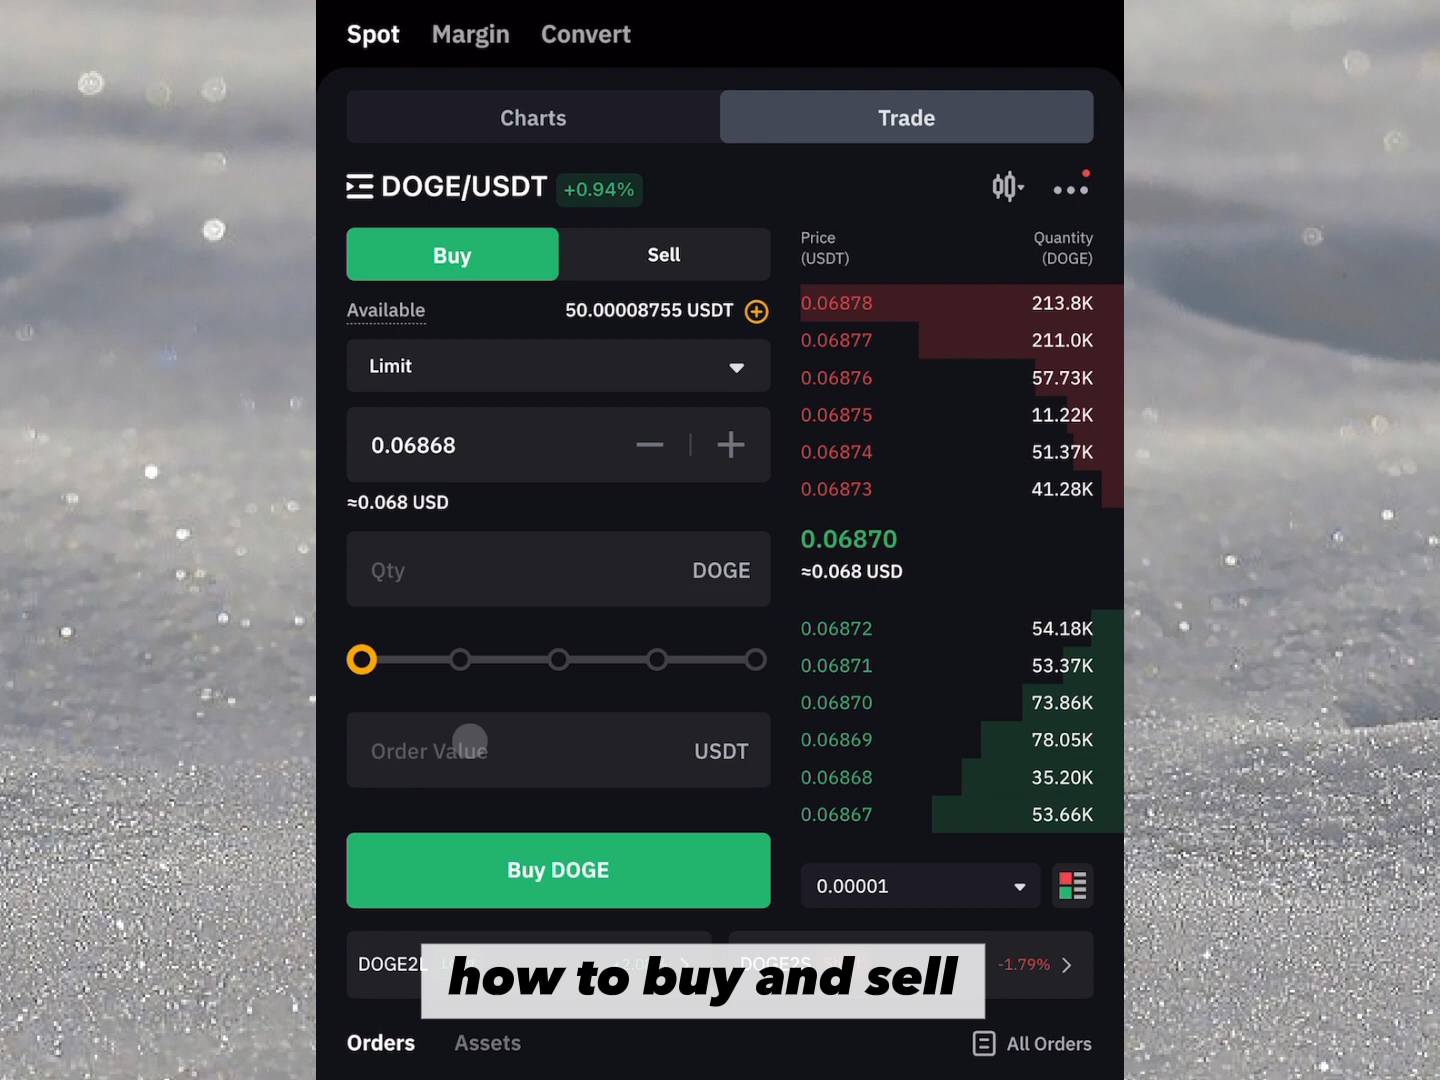 Spot Margin Convert
Charts Trade
DOGE/USDT +0.94%
Buy Sell
Available 50.00008755 USDT
Limit
0.06868
≈0.068 USD
Qty DOGE
Order Value USDT
Buy DOGE
Price Quantity
(USDT) (DOGE)
0.06878 213.8K
0.06877 211.0K
0.06876 57.73K
0.06875 11.22K
0.06874 51.37K
0.06873 41.28K
0.06870
≈0.068 USD
0.06872 54.18K
0.06871 53.37K
0.06870 73.86K
0.06869 78.05K
0.06868 35.20K
0.06867 53.66K
0.00001
DOGE2L DOGE2S -1.79%
how to buy and sell
Orders Assets All Orders